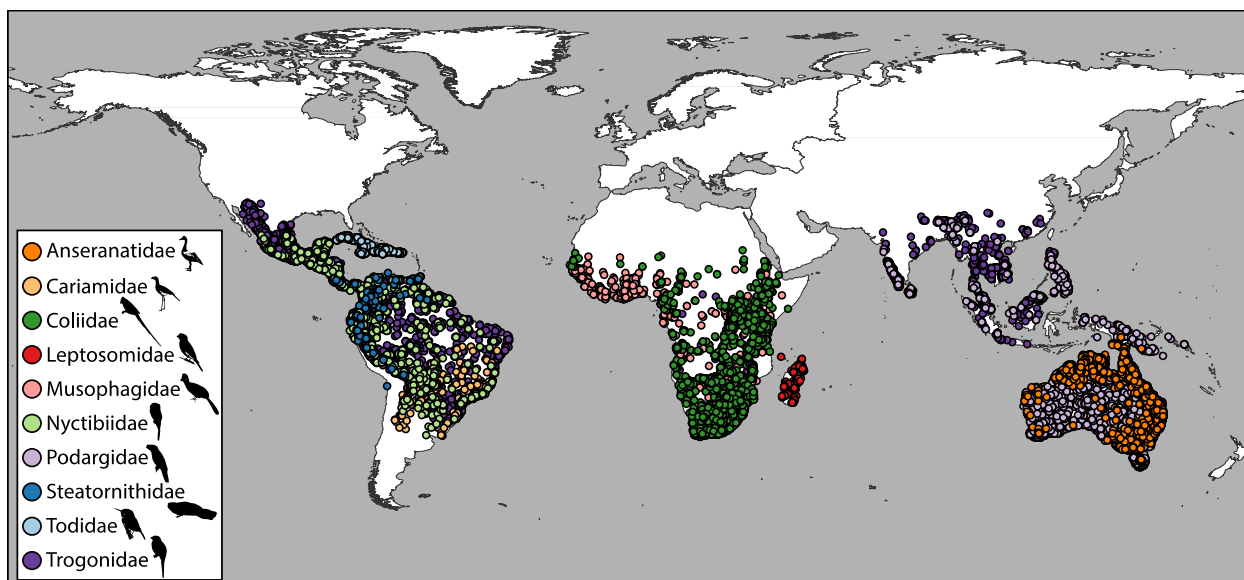 Anseranatidae
Cariamidae
Coliidae
Leptosomidae
Musophagidae
Nyctibiidae
Podargidae
Steatornithidae
Todidae
Trogonidae